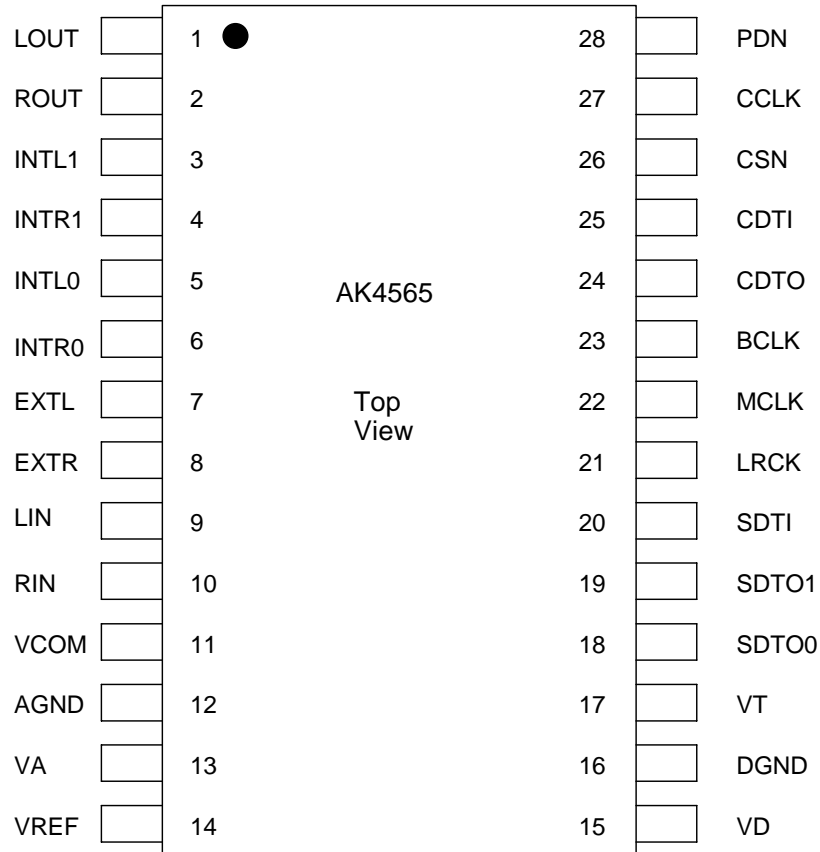 LOUT 1 28 PDN
ROUT 2 27 CCLK
INTL1 3 26 CSN
INTR1 4 25 CDTI
INTL0 5 AK4565 24 CDTO
INTR0 6 23 BCLK
EXTL 7 Top 22 MCLK
View
EXTR 8 21 LRCK
LIN 9 20 SDTI
RIN 10 19 SDTO1
VCOM 11 18 SDTO0
AGND 12 17 VT
VA 13 16 DGND
VREF 14 15 VD